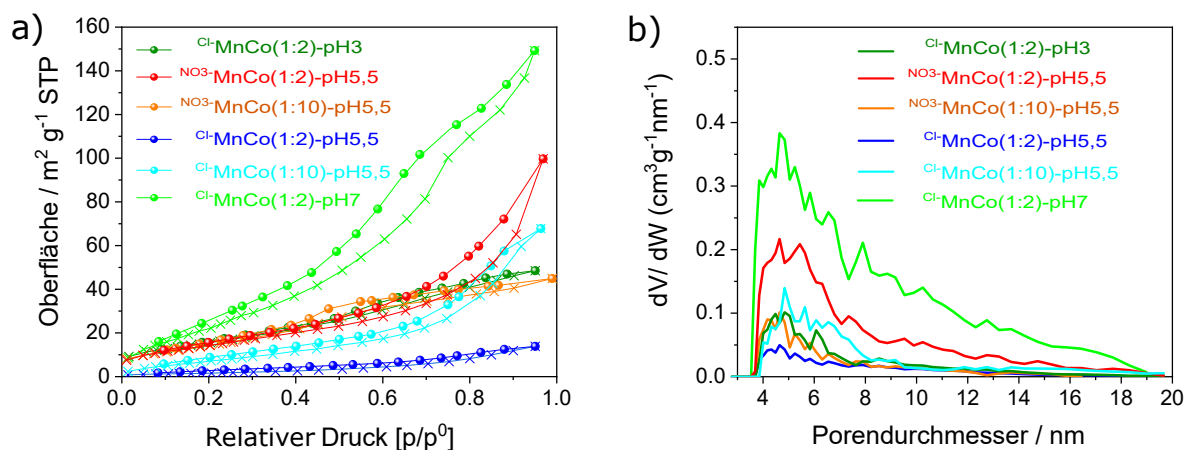 a)
Oberfläche / m² g⁻¹ STP
160
140
120
100
80
60
40
20
0
Cl-MnCo(1:2)-pH3
NO3-MnCo(1:2)-pH5,5
NO3-MnCo(1:10)-pH5,5
Cl-MnCo(1:2)-pH5,5
Cl-MnCo(1:10)-pH5,5
Cl-MnCo(1:2)-pH7
0.0 0.2 0.4 0.6 0.8 1.0
Relativer Druck [p/p⁰]
b)
dV/ dW (cm³g⁻¹nm⁻¹)
0.5
0.4
0.3
0.2
0.1
0.0
Cl-MnCo(1:2)-pH3
NO3-MnCo(1:2)-pH5,5
NO3-MnCo(1:10)-pH5,5
Cl-MnCo(1:2)-pH5,5
Cl-MnCo(1:10)-pH5,5
Cl-MnCo(1:2)-pH7
4 6 8 10 12 14 16 18 20
Porendurchmesser / nm